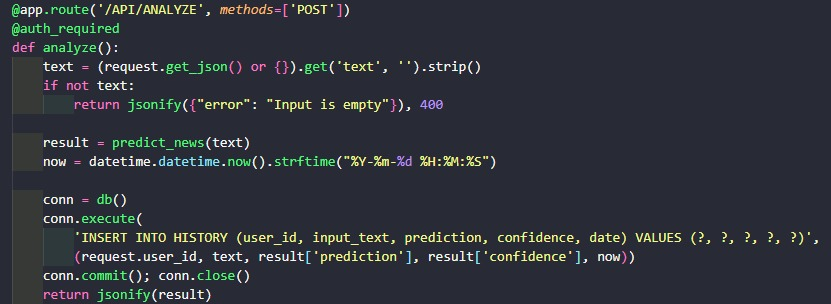 @app.route('/API/ANALYZE', methods=['POST'])
@auth_required
def analyze():
    text = (request.get_json() or {}).get('text', '').strip()
    if not text:
        return jsonify({"error": "Input is empty"}), 400

    result = predict_news(text)
    now = datetime.datetime.now().strftime("%Y-%m-%d %H:%M:%S")

    conn = db()
    conn.execute(
        'INSERT INTO HISTORY (user_id, input_text, prediction, confidence, date) VALUES (?, ?, ?, ?, ?)',
        (request.user_id, text, result['prediction'], result['confidence'], now))
    conn.commit(); conn.close()
    return jsonify(result)